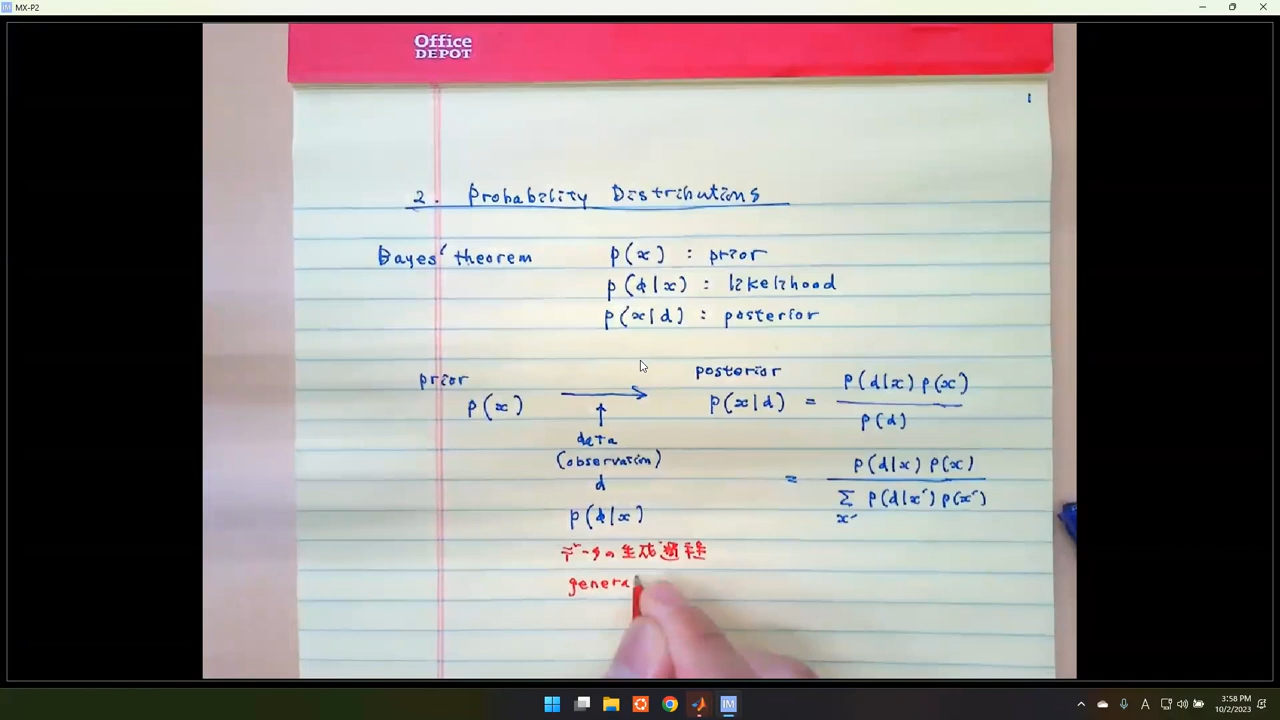 MX-P2
Office
DEPOT
1
2. Probability Distributions
Bayes' theorem p(x) : prior
p(d|x) : likelihood
p(x|d) : posterior
prior posterior
p(x) p(x|d) = p(d|x) p(x) / p(d)
data
(observation)
d
= p(d|x) p(x) / Σx' p(d|x') p(x')
p(d|x)
データの生成過程
genera
3:58 PM
10/2/2023